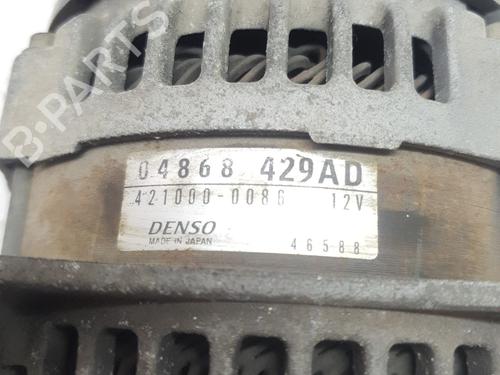 B-PARTS
04868 429AD
421000-0086 12V
DENSO
MADE IN JAPAN 46588